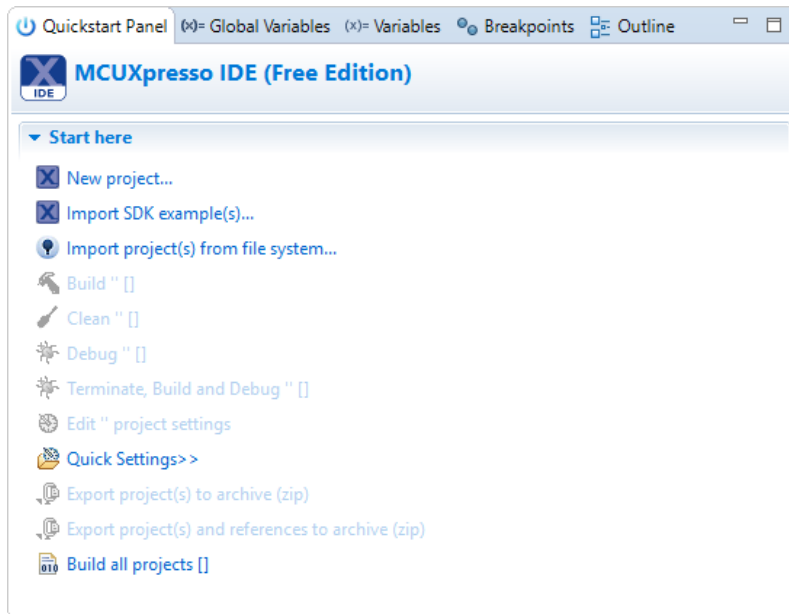 Quickstart Panel (x)= Global Variables (x)= Variables Breakpoints Outline
X IDE MCUXpresso IDE (Free Edition)
Start here
X New project...
X Import SDK example(s)...
Import project(s) from file system...
Build '' []
Clean '' []
Debug '' []
Terminate, Build and Debug '' []
Edit '' project settings
Quick Settings>>
Export project(s) to archive (zip)
Export project(s) and references to archive (zip)
010 Build all projects []